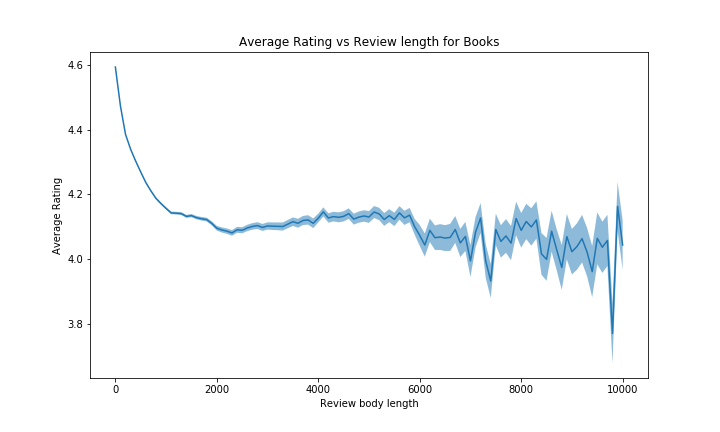 Average Rating vs Review length for Books
Average Rating
4.6
4.4
4.2
4.0
3.8
0 2000 4000 6000 8000 10000
Review body length